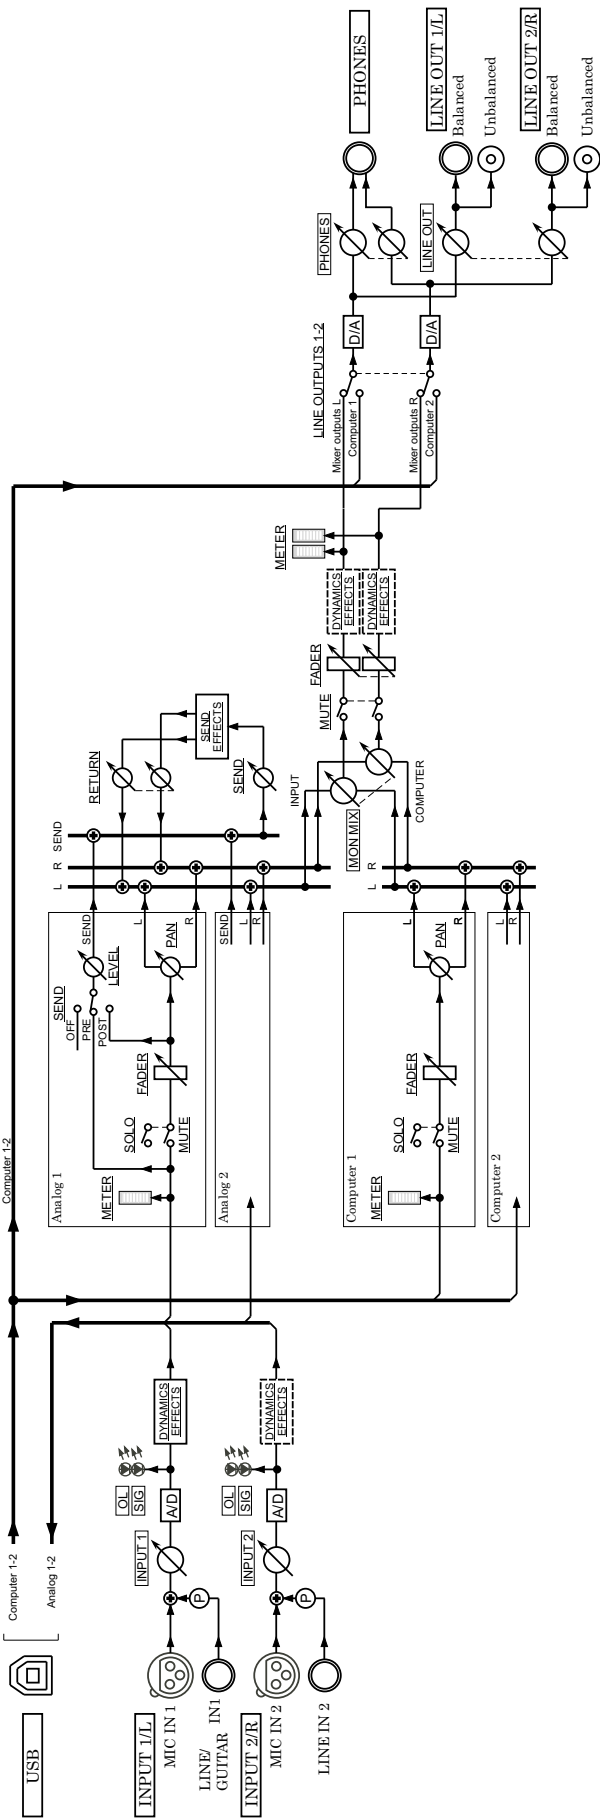 USB
Computer 1-2
Analog 1-2
Computer 1-2
INPUT 1/L
MIC IN 1
LINE/
GUITAR IN1
P
INPUT 1
A/D
OL
SIG
DYNAMICS
EFFECTS
INPUT 2/R
MIC IN 2
LINE IN 2
P
INPUT 2
A/D
OL
SIG
DYNAMICS
EFFECTS
Analog 1
METER
SOLO
MUTE
FADER
SEND
OFF
PRE
POST
LEVEL
PAN
SEND
L
R
Analog 2
SEND
L
R
Computer 1
METER
SOLO
MUTE
FADER
PAN
L
R
Computer 2
L
R
L
R
SEND
RETURN
SEND
SEND
EFFECTS
L
R
INPUT
MON MIX
COMPUTER
MUTE
FADER
DYNAMICS
EFFECTS
DYNAMICS
EFFECTS
METER
LINE OUTPUTS 1-2
Mixer outputs L
Computer 1
Mixer outputs R
Computer 2
D/A
D/A
PHONES
LINE OUT
PHONES
LINE OUT 1/L
Balanced
Unbalanced
LINE OUT 2/R
Balanced
Unbalanced